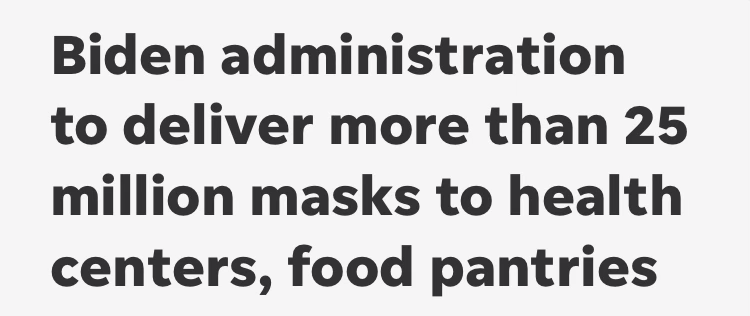 Biden administration
to deliver more than 25
million masks to health
centers, food pantries